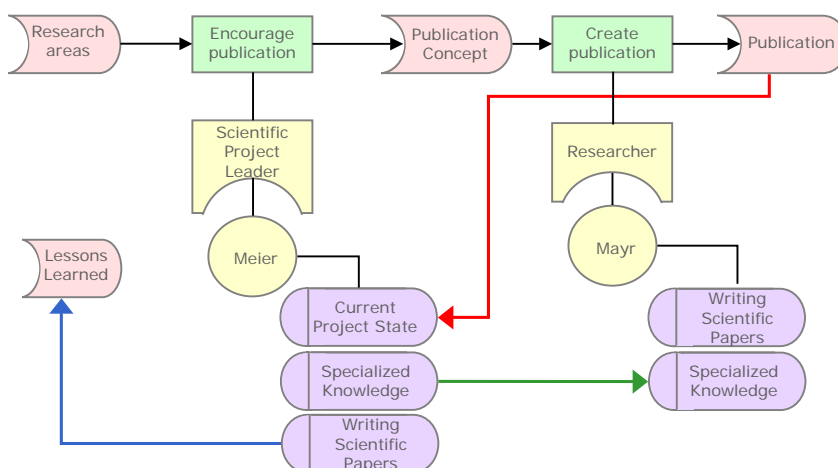 Research
areas
Encourage
publication
Publication
Concept
Create
publication
Publication
Scientific
Project
Leader
Researcher
Meier
Mayr
Lessons
Learned
Current
Project State
Writing
Scientific
Papers
Specialized
Knowledge
Specialized
Knowledge
Writing
Scientific
Papers